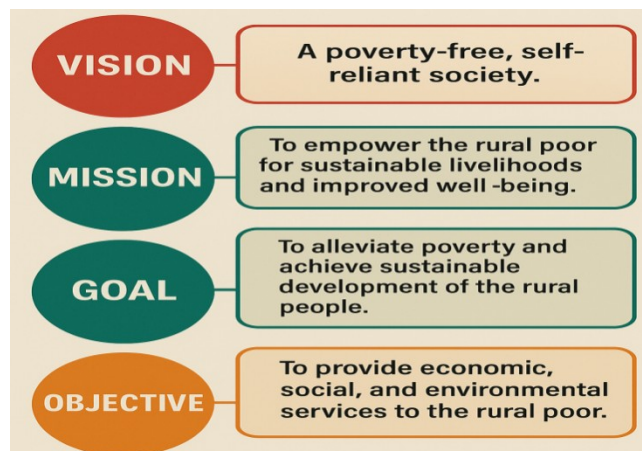 VISION
A poverty-free, self-
reliant society.
MISSION
To empower the rural poor
for sustainable livelihoods
and improved well -being.
GOAL
To alleviate poverty and
achieve sustainable
development of the rural
people.
OBJECTIVE
To provide economic,
social, and environmental
services to the rural poor.